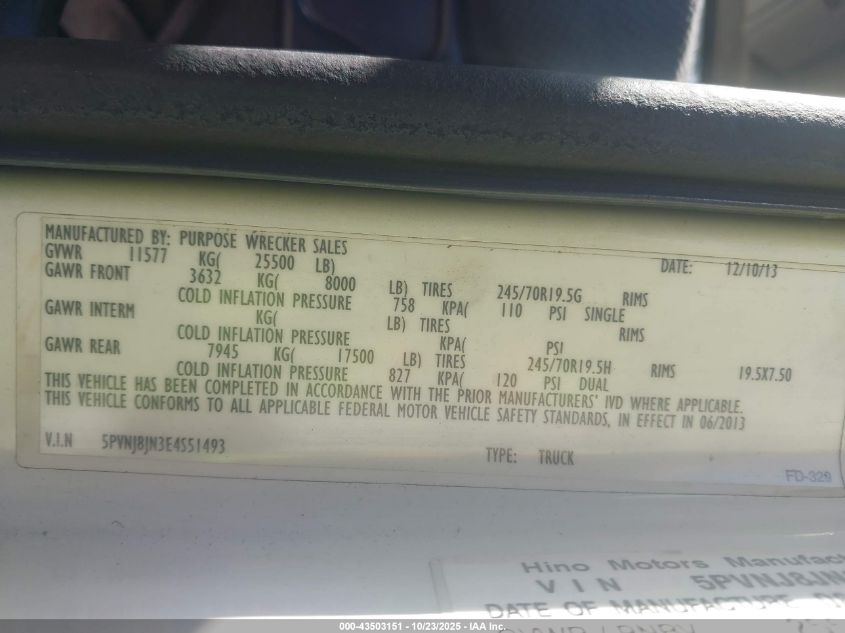 MANUFACTURED BY: PURPOSE WRECKER SALES DATE: 12/10/13
GVWR 11577 KG( 25500 LB)
GAWR FRONT 3632 KG( 8000 LB) TIRES 245/70R19.5G RIMS
COLD INFLATION PRESSURE 758 KPA( 110 PSI SINGLE
GAWR INTERM KG( LB) TIRES RIMS
COLD INFLATION PRESSURE KPA( PSI
GAWR REAR 7945 KG( 17500 LB) TIRES 245/70R19.5H RIMS 19.5X7.50
COLD INFLATION PRESSURE 827 KPA( 120 PSI DUAL
THIS VEHICLE HAS BEEN COMPLETED IN ACCORDANCE WITH THE PRIOR MANUFACTURERS' IVD WHERE APPLICABLE.
THIS VEHICLE CONFORMS TO ALL APPLICABLE FEDERAL MOTOR VEHICLE SAFETY STANDARDS, IN EFFECT IN 06/2013
V.I.N 5PVNJ8JN3E4S51493 TYPE: TRUCK
FD-329
Hino Motors Manufac
VIN 5PVNJ8JN
DATE OF MANUFACTURE
000-43503151 - 10/23/2025 - IAA Inc.